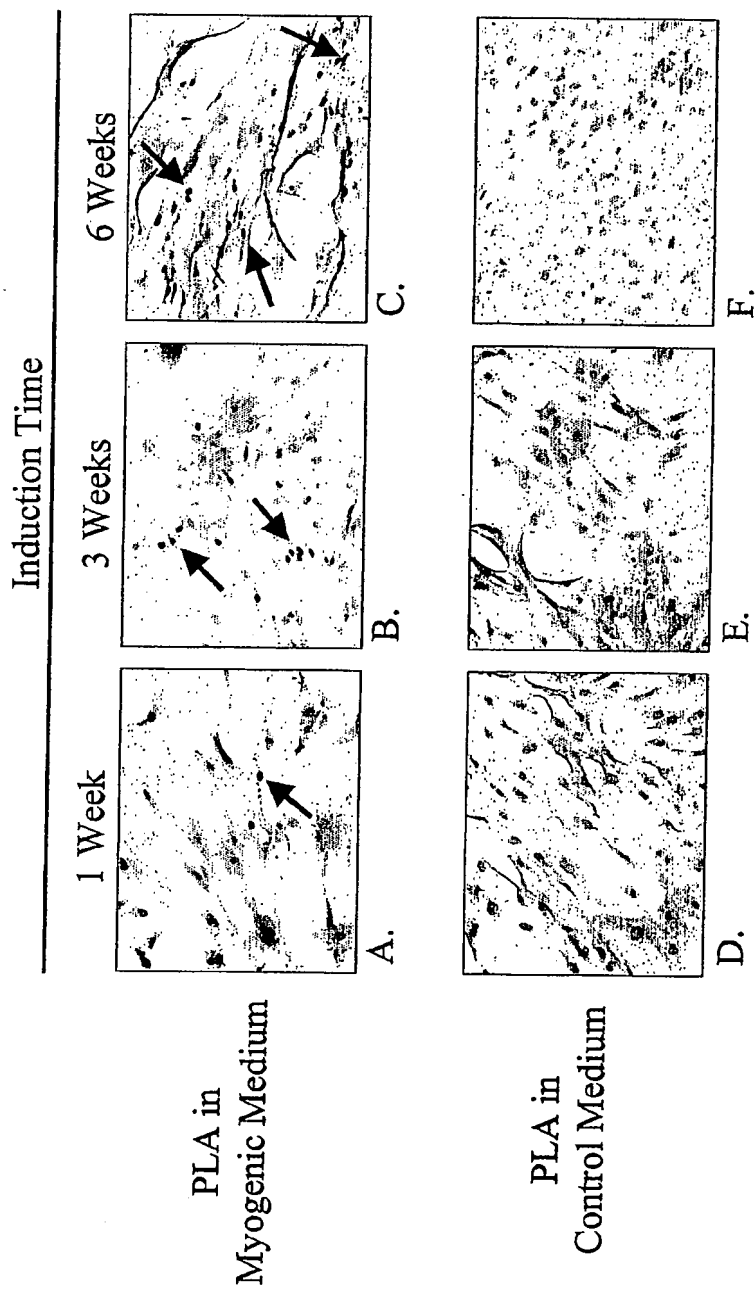 Induction Time
1 Week
3 Weeks
6 Weeks
PLA in
Myogenic Medium
A.
B.
C.
PLA in
Control Medium
D.
E.
F.